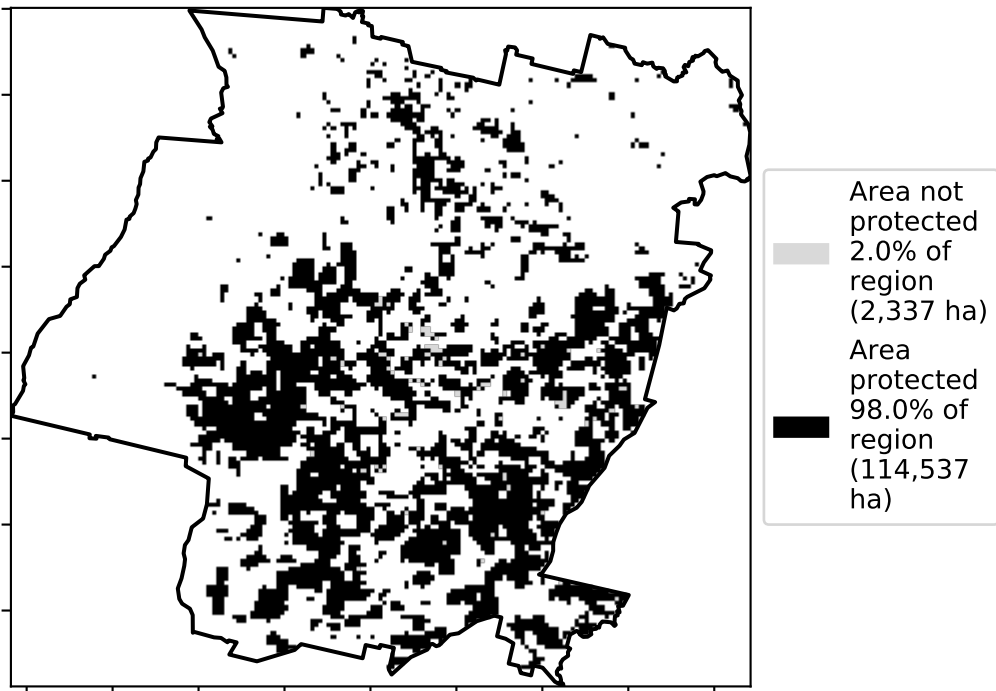 Area not
protected
2.0% of
region
(2,337 ha)
Area
protected
98.0% of
region
(114,537
ha)